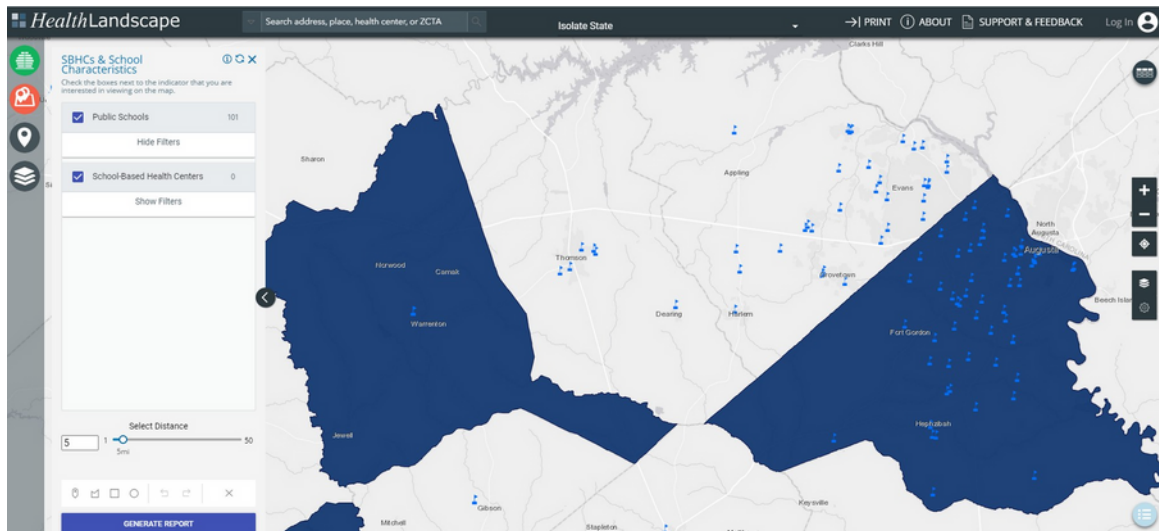 HealthLandscape
Search address, place, health center, or ZCTA
Isolate State
PRINT
ABOUT
SUPPORT & FEEDBACK
Log In
SBHCs & School
Characteristics
Check the boxes next to the indicator that you are
interested in viewing on the map.
Public Schools 101
Hide Filters
School-Based Health Centers 0
Show Filters
Select Distance
5 1 50
5mi
GENERATE REPORT
Clarks Hill
Sharon
Appling
Evans
North
Augusta
Augusta
Norwood
Camak
Thomson
Grovetown
Beech Islan
Dearing
Harlem
Warrenton
Fort Gordon
Jewell
Hephzibah
Mitchell
Gibson
Stapleton
Keysville